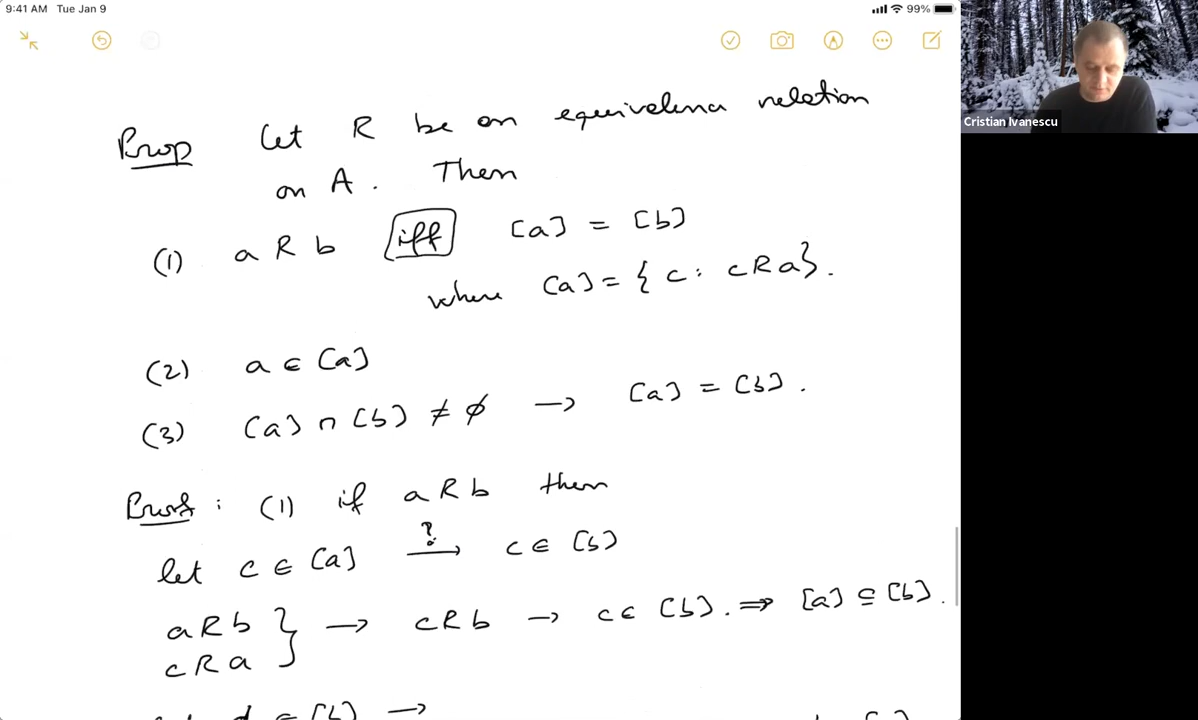 9:41 AM Tue Jan 9
99%
Cristian Ivanescu
Prop Let R be an equivalence relation
on A. Then
(1) a R b iff [a] = [b]
where [a] = { c : c R a}.
(2) a ∈ [a]
(3) [a] ∩ [b] ≠ ∅ → [a] = [b].
Proof : (1) if a R b then
let c ∈ [a] ?→ c ∈ [b]
a R b } → c R b → c ∈ [b]. ⇒ [a] ⊆ [b].
c R a
d ∈ [b] →